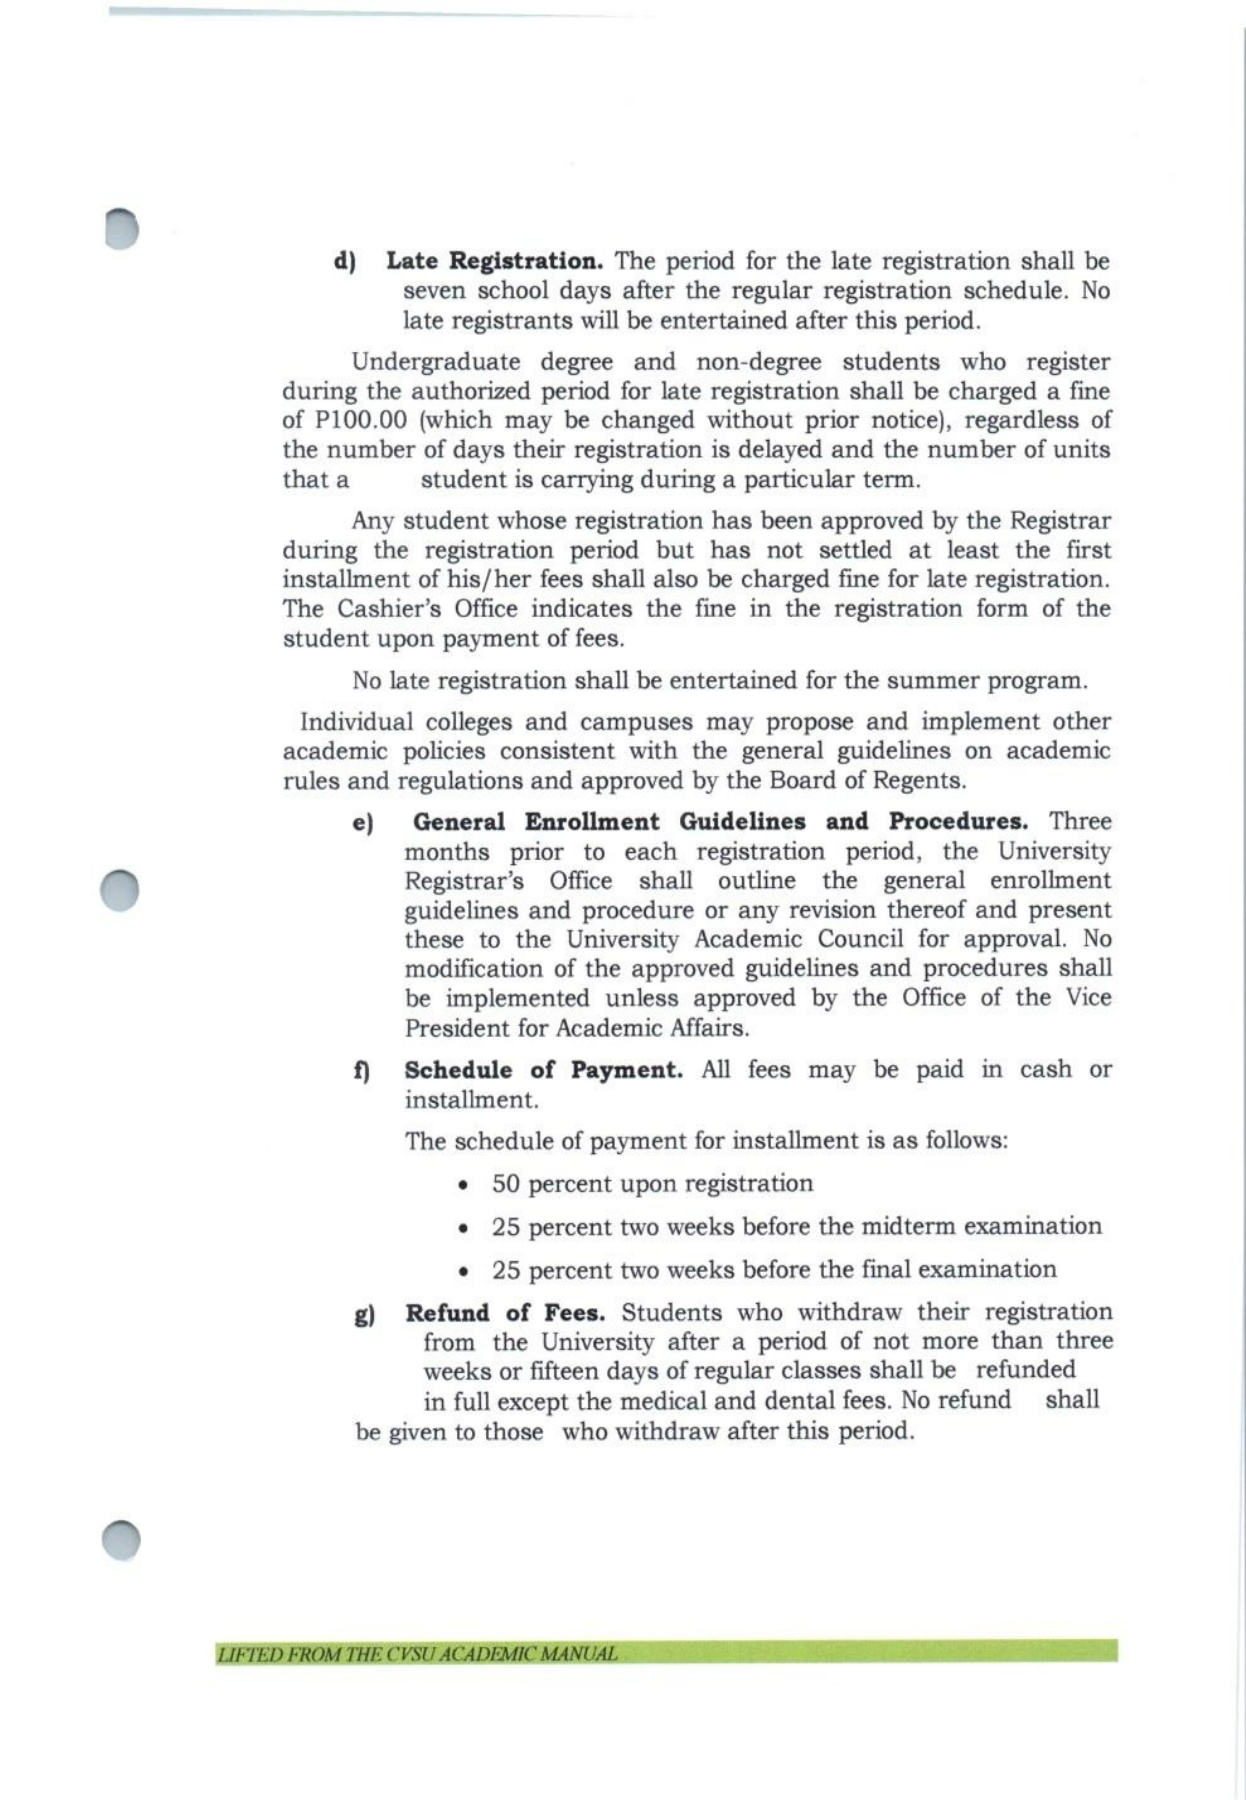 d) Late Registration. The period for the late registration shall be
seven school days after the regular registration schedule. No
late registrants will be entertained after this period.
Undergraduate degree and non-degree students who register
during the authorized period for late registration shall be charged a fine
of P100.00 (which may be changed without prior notice), regardless of
the number of days their registration is delayed and the number of units
that a student is carrying during a particular term.
Any student whose registration has been approved by the Registrar
during the registration period but has not settled at least the first
installment of his/her fees shall also be charged fine for late registration.
The Cashier's Office indicates the fine in the registration form of the
student upon payment of fees.
No late registration shall be entertained for the summer program.
Individual colleges and campuses may propose and implement other
academic policies consistent with the general guidelines on academic
rules and regulations and approved by the Board of Regents.
e) General Enrollment Guidelines and Procedures. Three
months prior to each registration period, the University
Registrar's Office shall outline the general enrollment
guidelines and procedure or any revision thereof and present
these to the University Academic Council for approval. No
modification of the approved guidelines and procedures shall
be implemented unless approved by the Office of the Vice
President for Academic Affairs.
f) Schedule of Payment. All fees may be paid in cash or
installment.
The schedule of payment for installment is as follows:
• 50 percent upon registration
• 25 percent two weeks before the midterm examination
• 25 percent two weeks before the final examination
g) Refund of Fees. Students who withdraw their registration
from the University after a period of not more than three
weeks or fifteen days of regular classes shall be refunded
in full except the medical and dental fees. No refund shall
be given to those who withdraw after this period.
LIFTED FROM THE CVSU ACADEMIC MANUAL